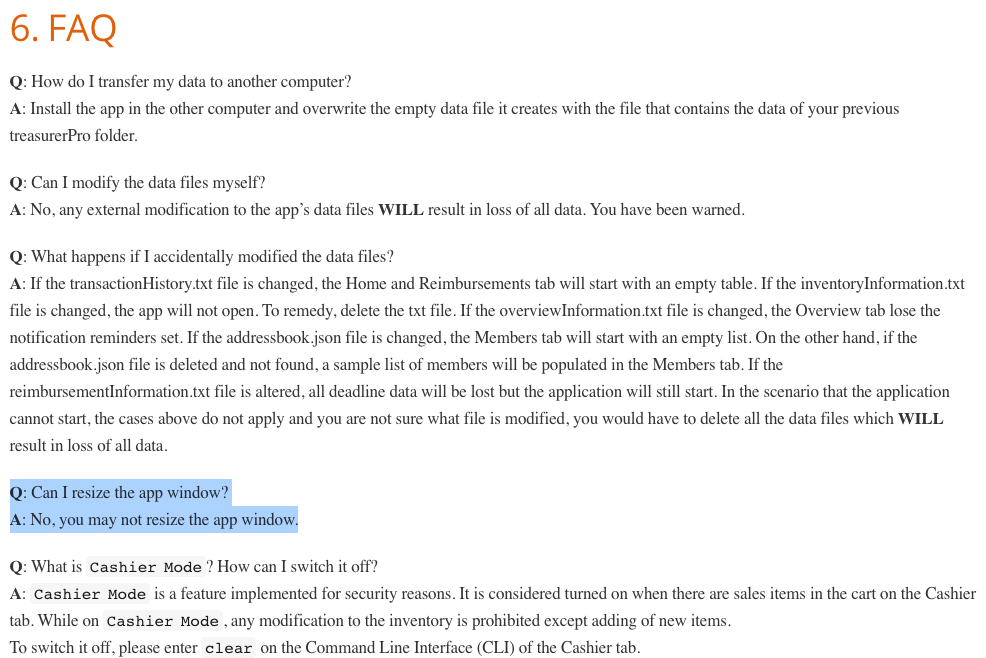 6. FAQ
Q: How do I transfer my data to another computer?
A: Install the app in the other computer and overwrite the empty data file it creates with the file that contains the data of your previous
treasurerPro folder.
Q: Can I modify the data files myself?
A: No, any external modification to the app’s data files WILL result in loss of all data. You have been warned.
Q: What happens if I accidentally modified the data files?
A: If the transactionHistory.txt file is changed, the Home and Reimbursements tab will start with an empty table. If the inventoryInformation.txt
file is changed, the app will not open. To remedy, delete the txt file. If the overviewInformation.txt file is changed, the Overview tab lose the
notification reminders set. If the addressbook.json file is changed, the Members tab will start with an empty list. On the other hand, if the
addressbook.json file is deleted and not found, a sample list of members will be populated in the Members tab. If the
reimbursementInformation.txt file is altered, all deadline data will be lost but the application will still start. In the scenario that the application
cannot start, the cases above do not apply and you are not sure what file is modified, you would have to delete all the data files which WILL
result in loss of all data.
Q: Can I resize the app window?
A: No, you may not resize the app window.
Q: What is Cashier Mode? How can I switch it off?
A: Cashier Mode is a feature implemented for security reasons. It is considered turned on when there are sales items in the cart on the Cashier
tab. While on Cashier Mode, any modification to the inventory is prohibited except adding of new items.
To switch it off, please enter clear on the Command Line Interface (CLI) of the Cashier tab.